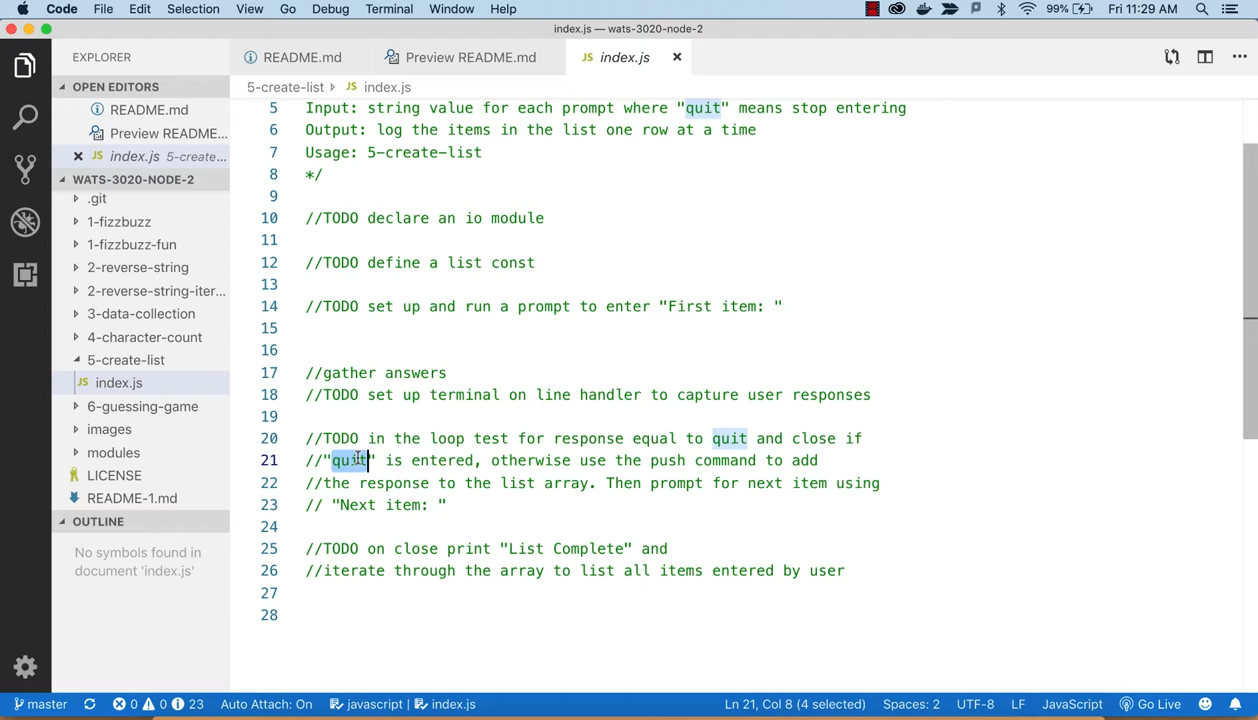 Code File Edit Selection View Go Debug Terminal Window Help 99% Fri 11:29 AM
index.js — wats-3020-node-2
EXPLORER
README.md Preview README.md JS index.js
OPEN EDITORS
README.md
Preview README...
JS index.js 5-create...
WATS-3020-NODE-2
.git
1-fizzbuzz
1-fizzbuzz-fun
2-reverse-string
2-reverse-string-iter...
3-data-collection
4-character-count
5-create-list
JS index.js
6-guessing-game
images
modules
LICENSE
README-1.md
OUTLINE
No symbols found in
document 'index.js'
5-create-list JS index.js
5 Input: string value for each prompt where "quit" means stop entering
6 Output: log the items in the list one row at a time
7 Usage: 5-create-list
8 */
9
10 //TODO declare an io module
11
12 //TODO define a list const
13
14 //TODO set up and run a prompt to enter "First item: "
15
16
17 //gather answers
18 //TODO set up terminal on line handler to capture user responses
19
20 //TODO in the loop test for response equal to quit and close if
21 //"quit" is entered, otherwise use the push command to add
22 //the response to the list array. Then prompt for next item using
23 // "Next item: "
24
25 //TODO on close print "List Complete" and
26 //iterate through the array to list all items entered by user
27
28
master 0 0 23 Auto Attach: On javascript | index.js Ln 21, Col 8 (4 selected) Spaces: 2 UTF-8 LF JavaScript Go Live